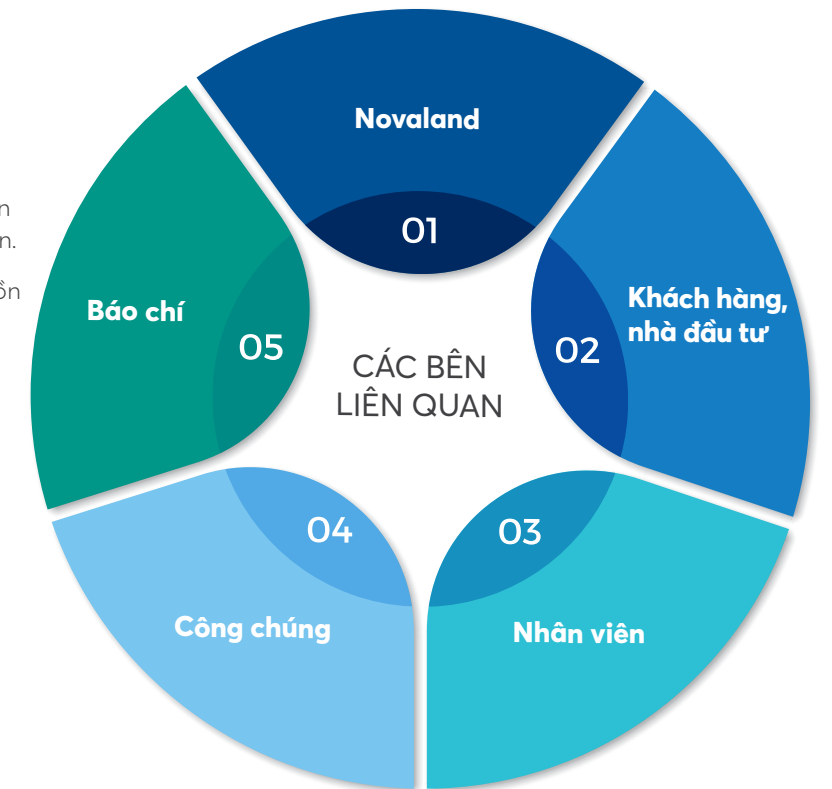 Novaland
01
Khách hàng,
nhà đầu tư
02
Nhân viên
03
Công chúng
04
Báo chí
05
CÁC BÊN
LIÊN QUAN